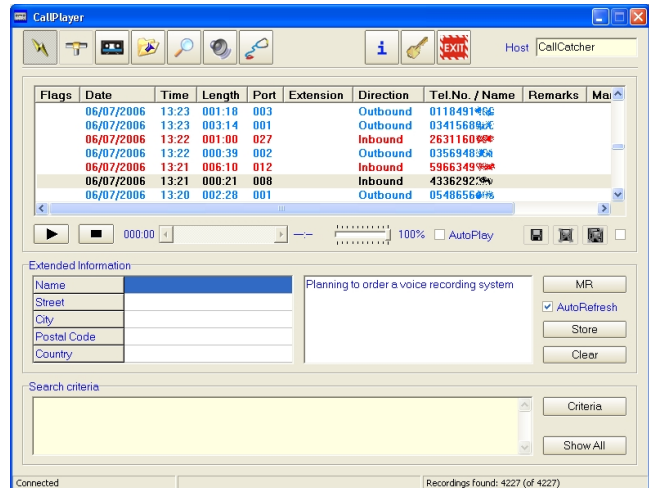 CallPlayer
EXIT
Host CallCatcher
Flags Date Time Length Port Extension Direction Tel.No. / Name Remarks
06/07/2006 13:23 001:18 003 Outbound
06/07/2006 13:23 003:14 001 Outbound
06/07/2006 13:22 001:00 027 Inbound
06/07/2006 13:22 000:39 002 Outbound
06/07/2006 13:21 006:10 012 Inbound
06/07/2006 13:21 000:21 008 Inbound
06/07/2006 13:20 002:28 001 Outbound
000:00 --:-- 100% AutoPlay
Extended Information
Name
Street
City
Postal Code
Country
Planning to order a voice recording system
MR
AutoRefresh
Store
Clear
Search criteria
Criteria
Show All
Connected
Recordings found: 4227 (of 4227)